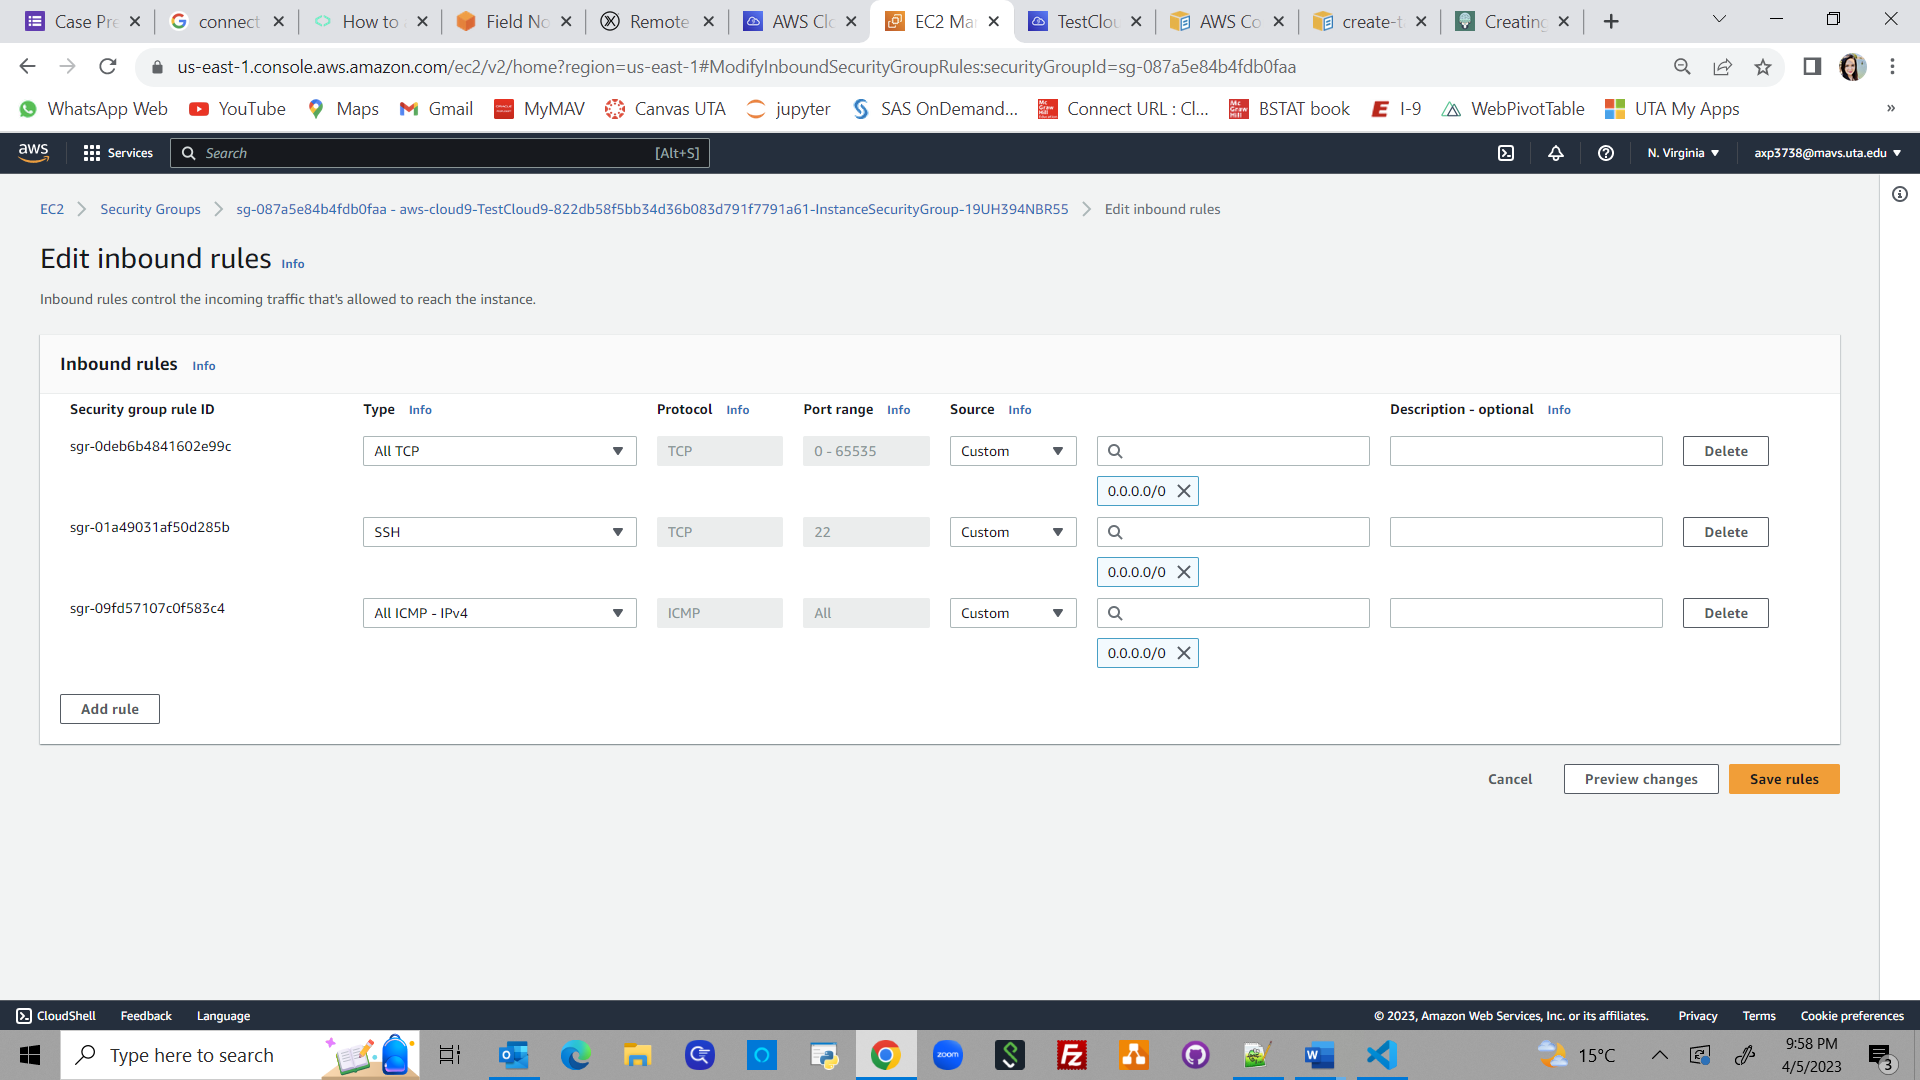 Case Pre
connect
How to
Field No
Remote
AWS Clo
EC2 Man
TestClou
AWS Co
create-t
Creating
us-east-1.console.aws.amazon.com/ec2/v2/home?region=us-east-1#ModifyInboundSecurityGroupRules:securityGroupId=sg-087a5e84b4fdb0faa
WhatsApp Web YouTube Maps Gmail MyMAV Canvas UTA jupyter SAS OnDemand... Connect URL : Cl... BSTAT book I-9 WebPivotTable UTA My Apps »
aws Services Search [Alt+S] N. Virginia axp3738@mavs.uta.edu
EC2 Security Groups sg-087a5e84b4fdb0faa - aws-cloud9-TestCloud9-822db58f5bb34d36b083d791f7791a61-InstanceSecurityGroup-19UH394NBR55 Edit inbound rules
Edit inbound rules Info
Inbound rules control the incoming traffic that's allowed to reach the instance.
Inbound rules Info
Security group rule ID Type Info Protocol Info Port range Info Source Info Description - optional Info
sgr-0deb6b4841602e99c All TCP TCP 0 - 65535 Custom Delete
0.0.0.0/0
sgr-01a49031af50d285b SSH TCP 22 Custom Delete
0.0.0.0/0
sgr-09fd57107c0f583c4 All ICMP - IPv4 ICMP All Custom Delete
0.0.0.0/0
Add rule
Cancel Preview changes Save rules
CloudShell Feedback Language © 2023, Amazon Web Services, Inc. or its affiliates. Privacy Terms Cookie preferences
Type here to search zoom Fz 15°C 9:58 PM
4/5/2023 3